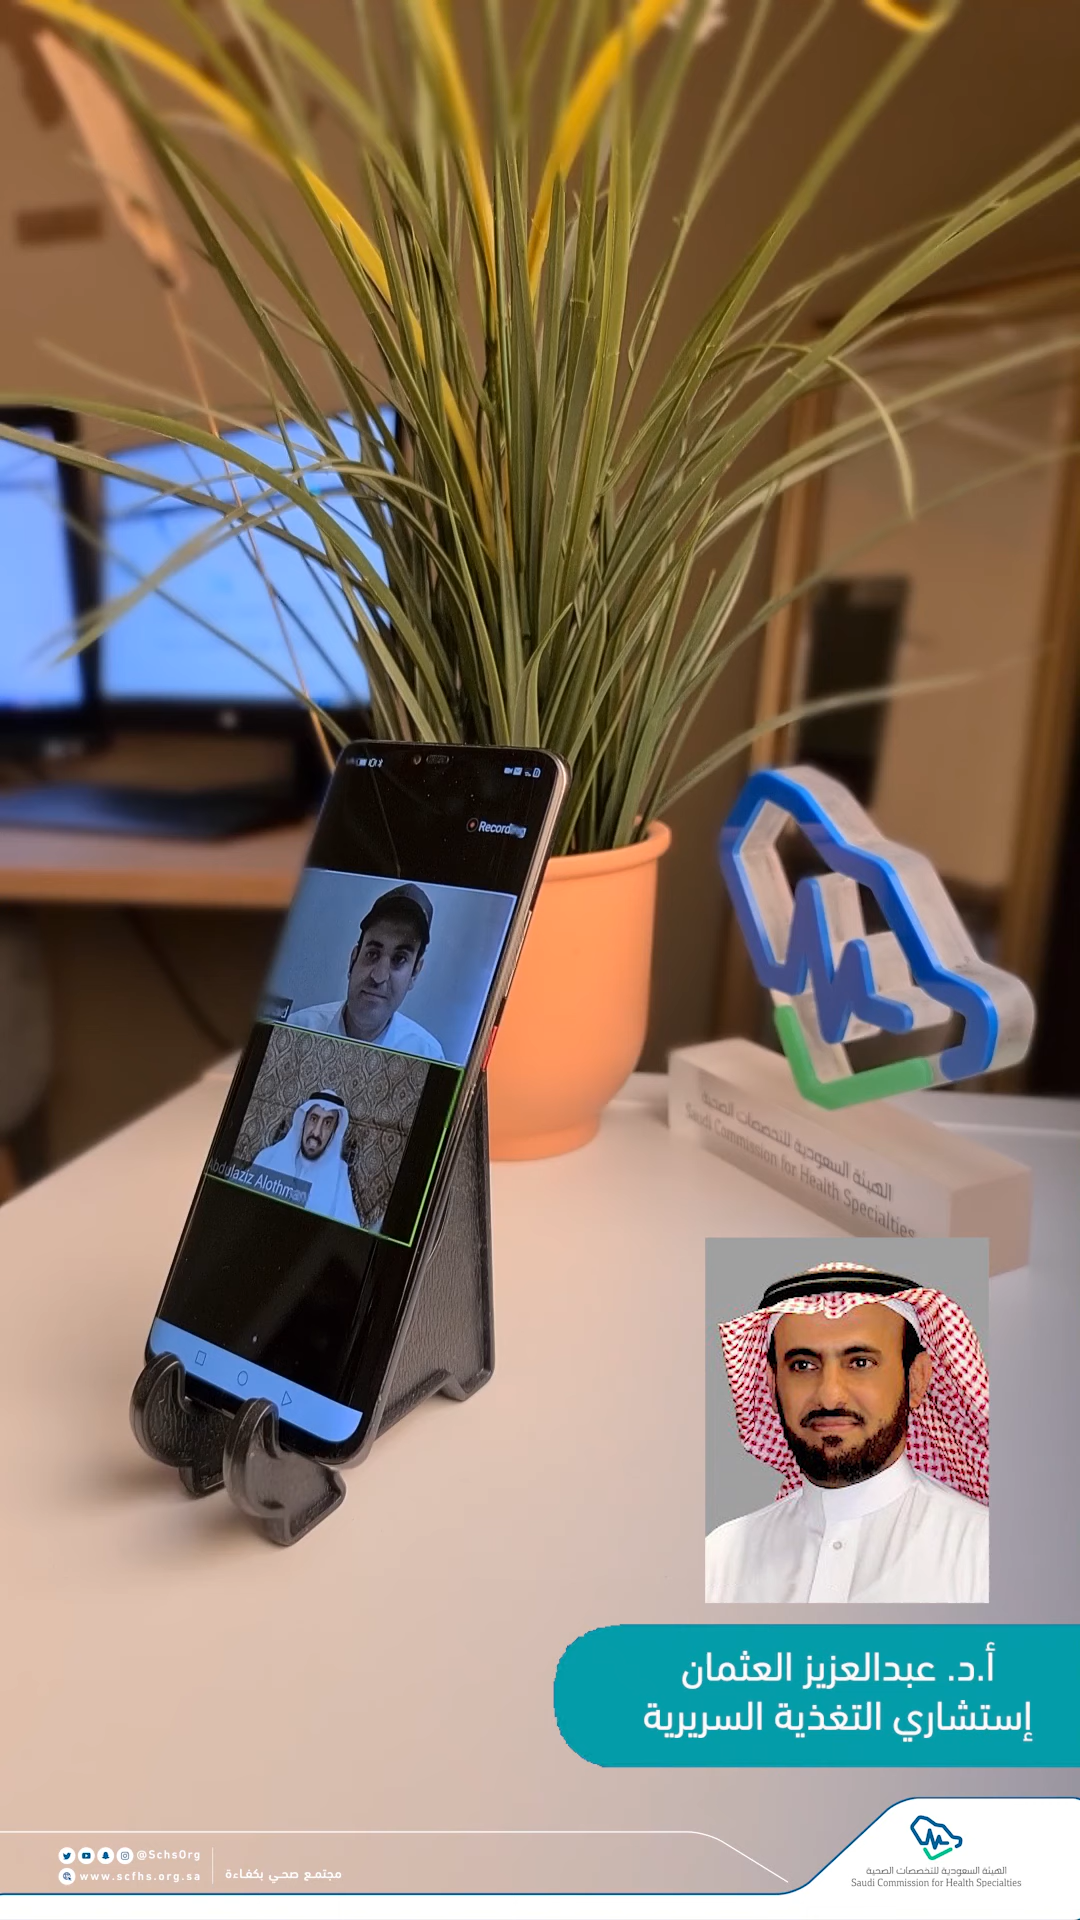 Recording
Abdulaziz Alothman
الهيئة السعودية للتخصصات الصحية
Saudi Commission for Health Specialties
أ.د. عبدالعزيز العثمان
إستشاري التغذية السريرية
@SchsOrg
www.scfhs.org.sa
مجتمع صحي بكفاءة
الهيئة السعودية للتخصصات الصحية
Saudi Commission for Health Specialties